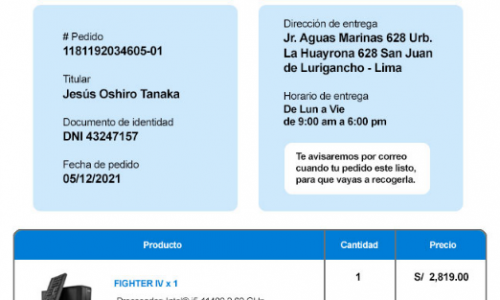 # Pedido
1181192034605-01
Titular
Jesús Oshiro Tanaka
Documento de identidad
DNI 43247157
Fecha de pedido
05/12/2021
Dirección de entrega
Jr. Aguas Marinas 628 Urb.
La Huayrona 628 San Juan
de Lurigancho - Lima
Horario de entrega
De Lun a Vie
de 9:00 am a 6:00 pm
Te avisaremos por correo
cuando tu pedido este listo,
para que vayas a recogerla.
Producto Cantidad Precio
FIGHTER IV x 1 1 S/ 2,819.00
Procesador Intel® i5